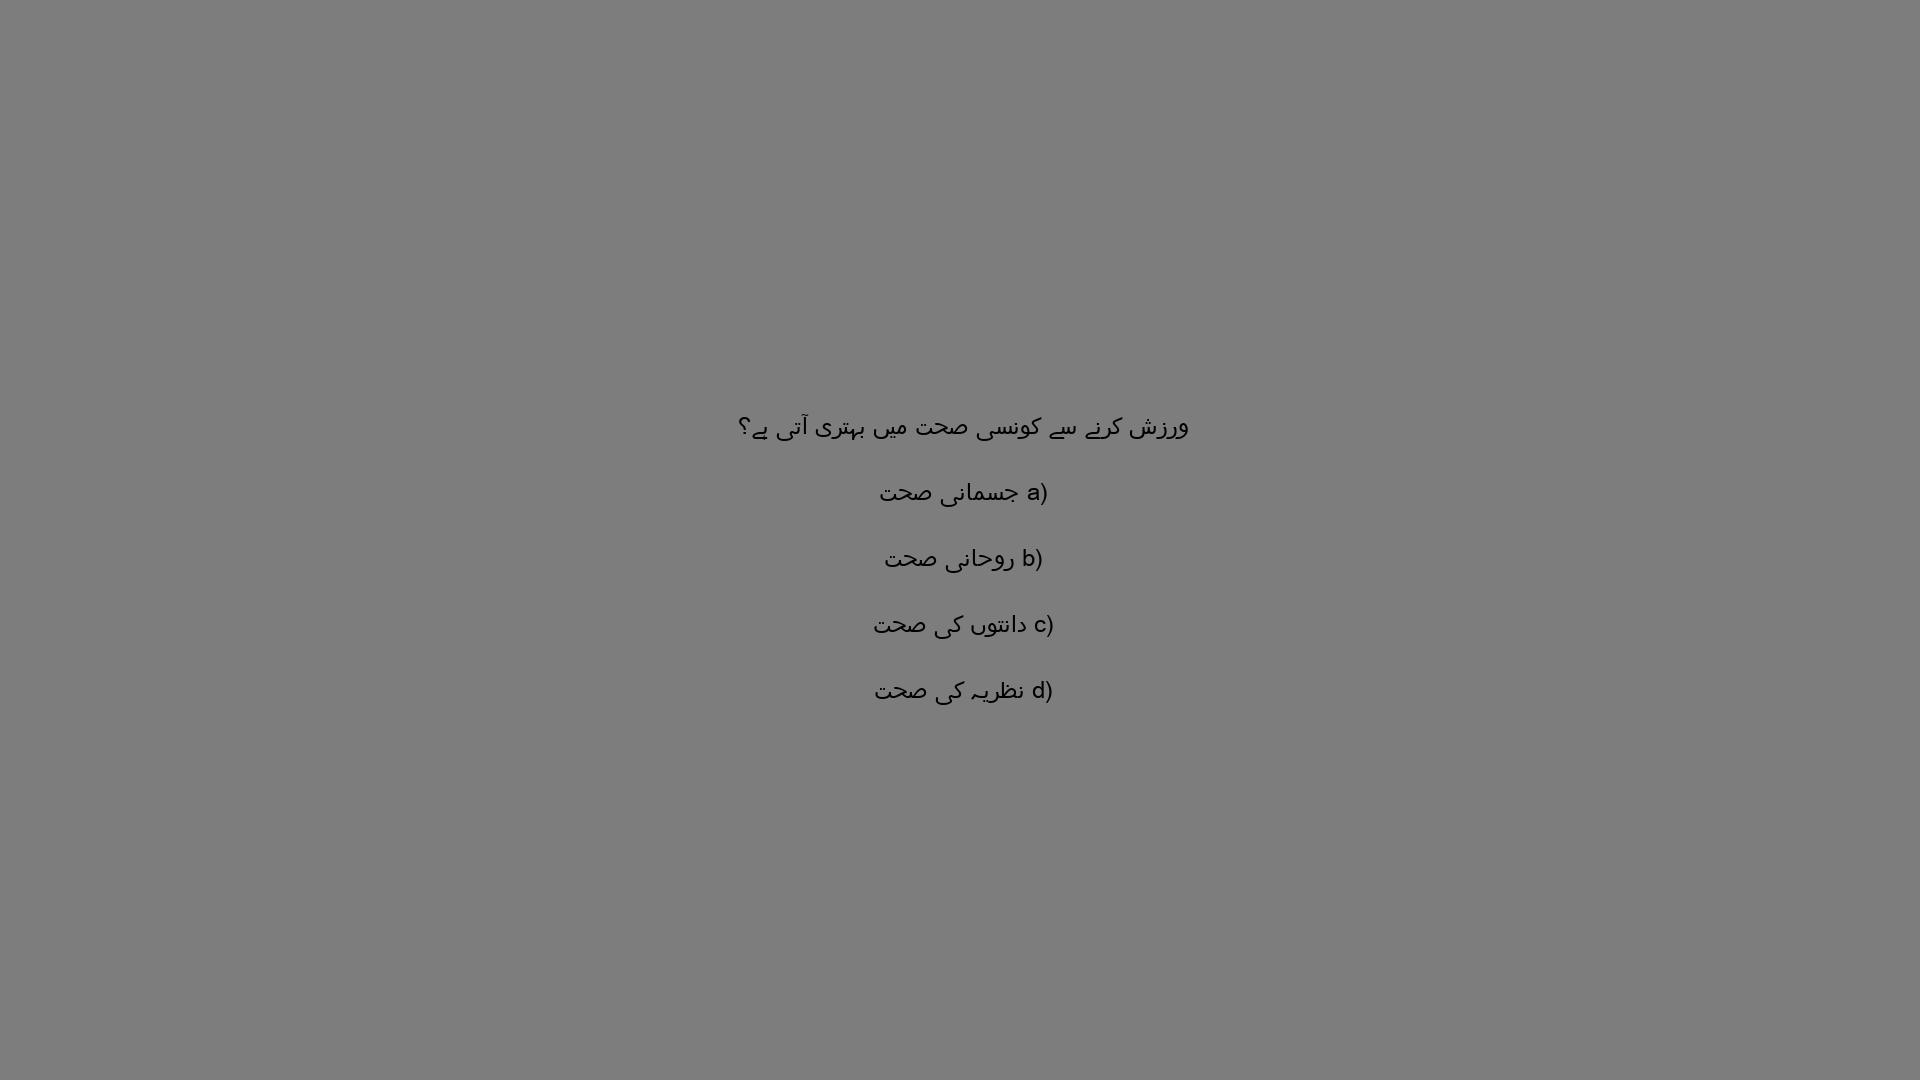 ورزش کرنے سے کونسی صحت میں بہتری آتی ہے؟
a) جسمانی صحت
b) روحانی صحت
c) دانتوں کی صحت
d) نظریہ کی صحت